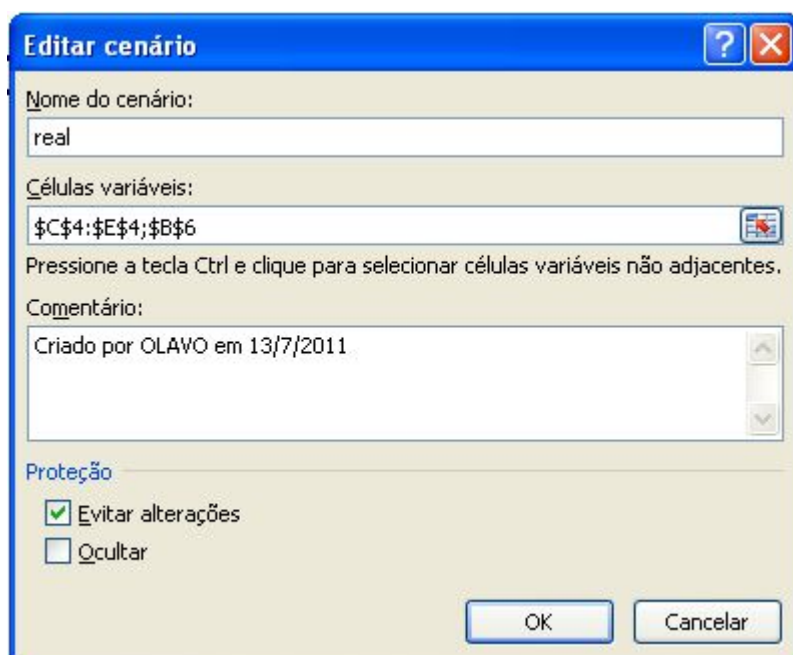 Editar cenário
Nome do cenário:
real
Células variáveis:
$C$4:$E$4;$B$6
Pressione a tecla Ctrl e clique para selecionar células variáveis não adjacentes.
Comentário:
Criado por OLAVO em 13/7/2011
Proteção
Evitar alterações
Ocultar
OK Cancelar